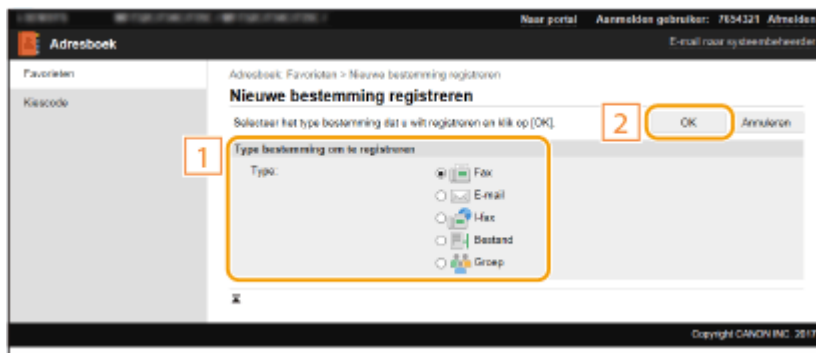 Naar portal Aanmelden gebruiker: 7654321 Afmelden
Adresboek
E-mail naar systeembeheerder
Favorieten
Kiescode
Adresboek: Favorieten > Nieuwe bestemming registreren
Nieuwe bestemming registreren
Selecteer het type bestemming dat u wilt registreren en klik op [OK].
2
OK
Annuleren
1
Type bestemming om te registreren
Type:
Fax
E-mail
I-fax
Bestand
Groep
Copyright CANON INC. 2017